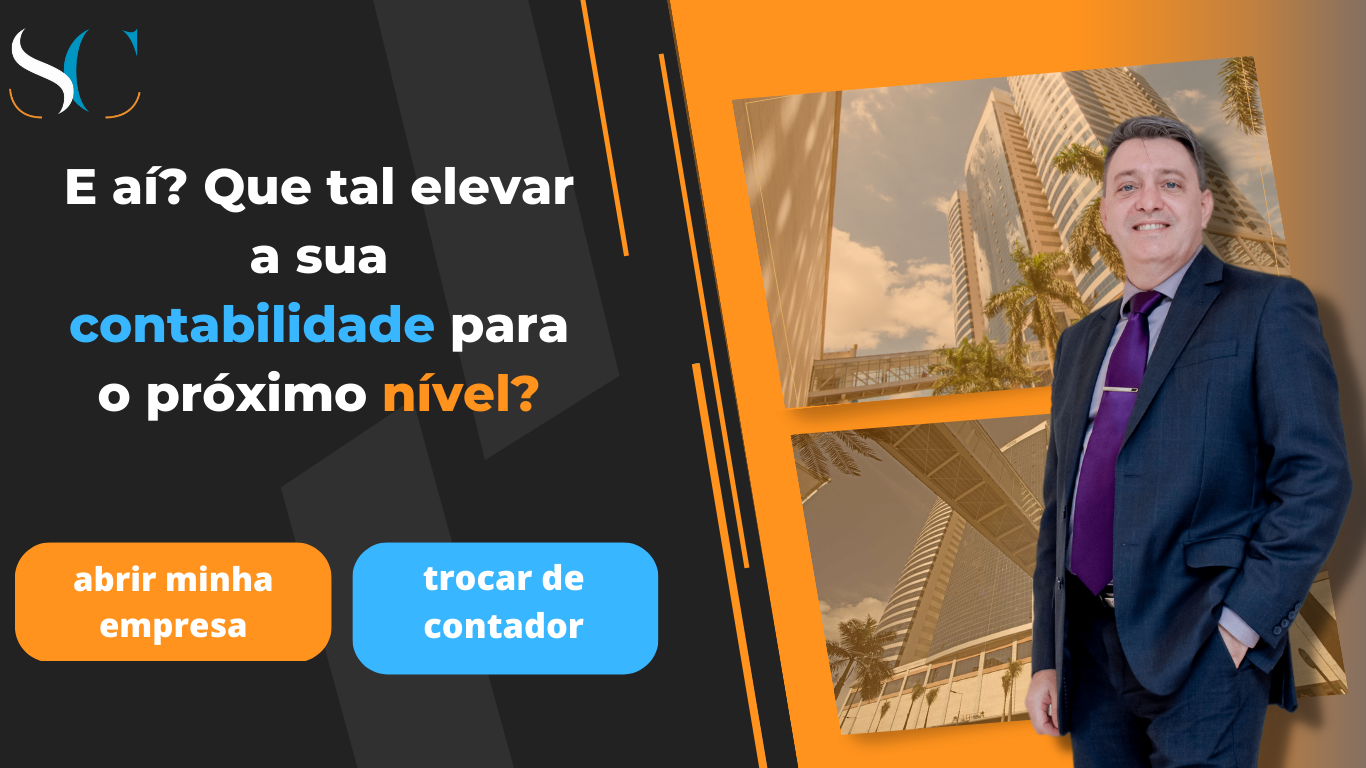 SC
E aí? Que tal elevar
a sua
contabilidade para
o próximo nível?
abrir minha
empresa
trocar de
contador